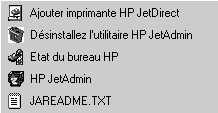 Ajouter imprimante HP JetDirect
Désinstallez l'utilitaire HP JetAdmin
Etat du bureau HP
HP JetAdmin
JAREADME.TXT